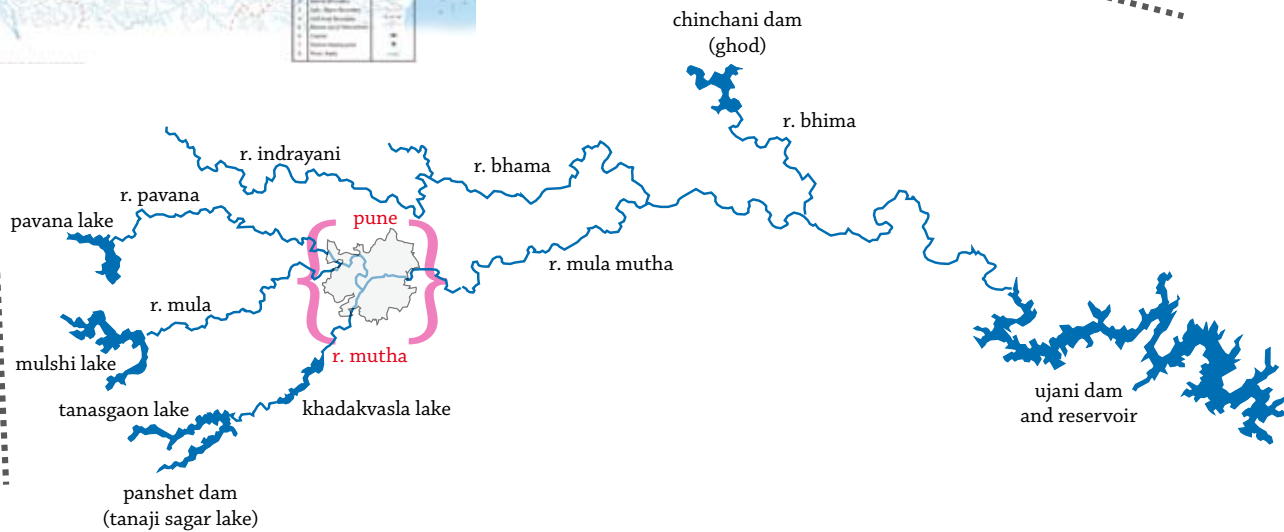 chinchani dam
(ghod)
r. bhima
r. indrayani
r. bhama
r. pavana
pavana lake
pune
r. mula mutha
r. mula
mulshi lake
r. mutha
tanasgaon lake
khadakvasla lake
ujani dam
and reservoir
panshet dam
(tanaji sagar lake)